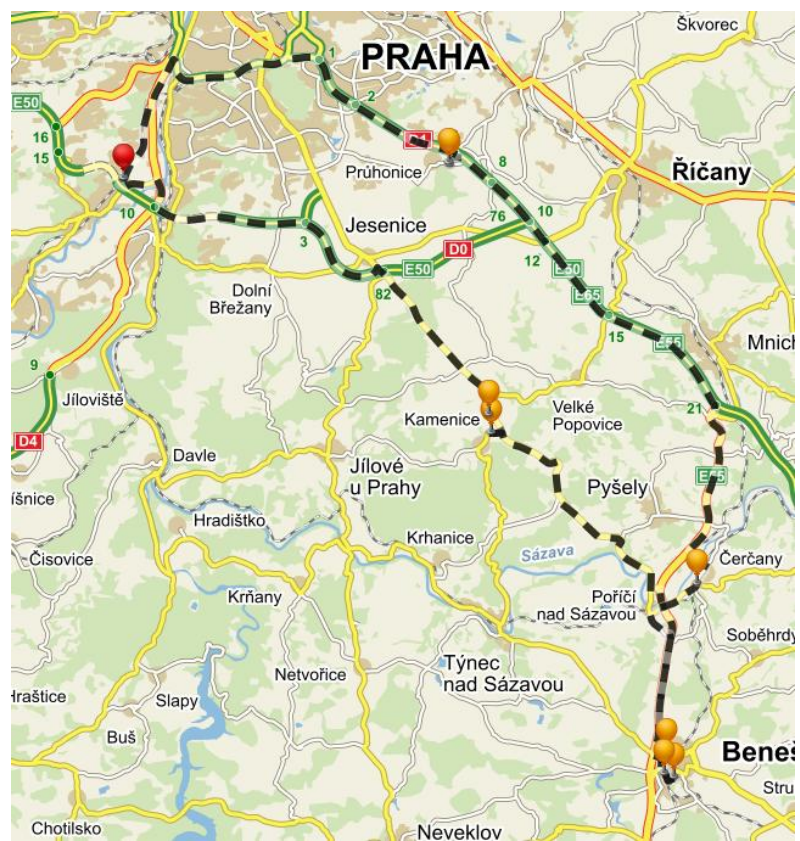 Škvorec
PRAHA
1
E50
2
16
15
D1
Průhonice
8
Říčany
10
76
10
Jesenice
D0
3
12
E50
E50
82
Dolní
Břežany
E65
15
E55
Mnich
9
Jíloviště
Kamenice
Velké
Popovice
21
D4
Davle
Jílové
u Prahy
Pyšely
E55
íšnice
Hradištko
Čisovice
Krhanice
Sázava
Čerčany
Krňany
Poříčí
nad Sázavou
Soběhrdy
Netvořice
Týnec
nad Sázavou
Hraštice
Slapy
Buš
Beneš
Stru
Chotilsko
Neveklov